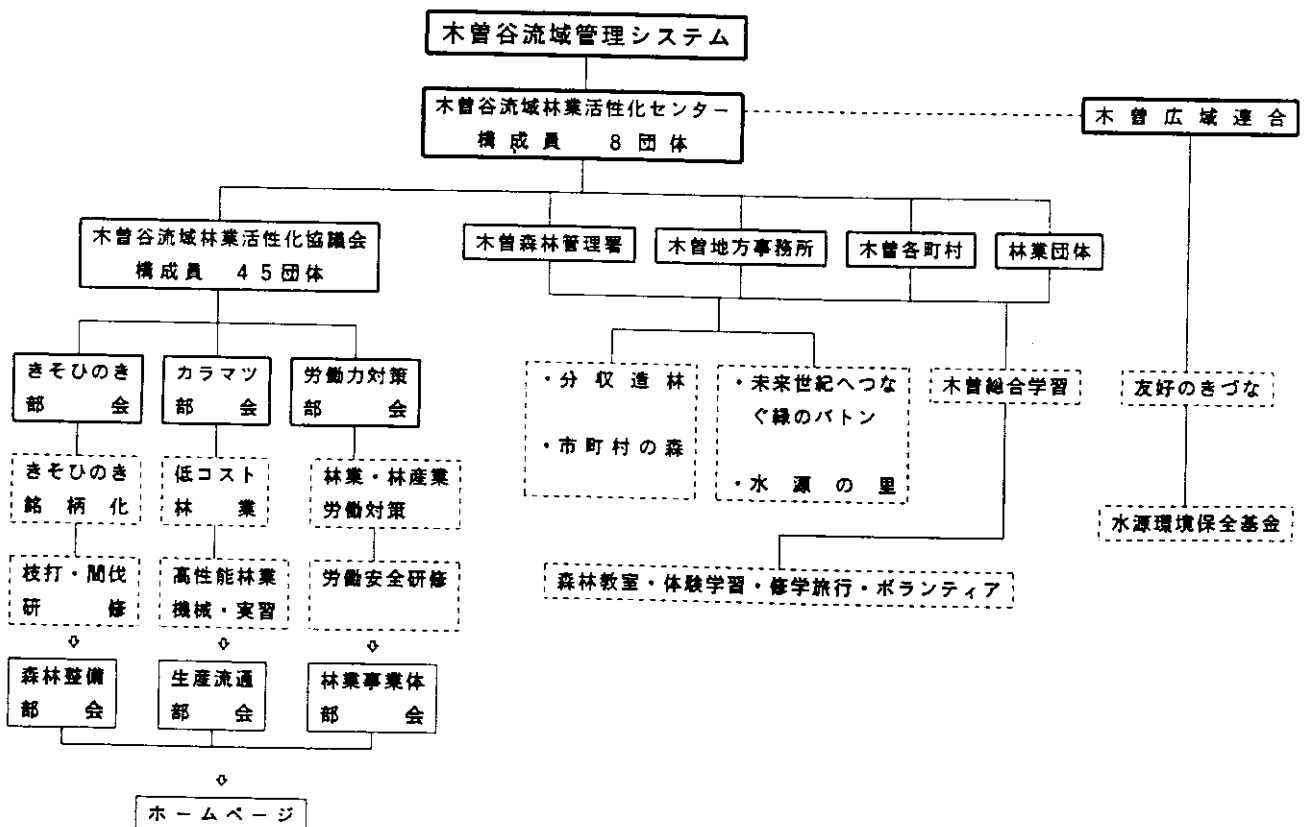 木曽谷流域管理システム
木曽谷流域林業活性化センター
構成員 8団体
木曽広域連合
木曽谷流域林業活性化協議会
構成員 45団体
木曽森林管理署
木曽地方事務所
木曽各町村
林業団体
きそひのき
部会
カラマツ
部会
労働力対策
部会
・分収造林
・市町村の森
・未来世紀へつな
ぐ緑のバトン
・水源の里
木曽総合学習
友好のきづな
きそひのき
銘柄化
低コスト
林業
林業・林産業
労働対策
水源環境保全基金
枝打・間伐
研修
高性能林業
機械・実習
労働安全研修
森林教室・体験学習・修学旅行・ボランティア
森林整備
部会
生産流通
部会
林業事業体
部会
ホームページ